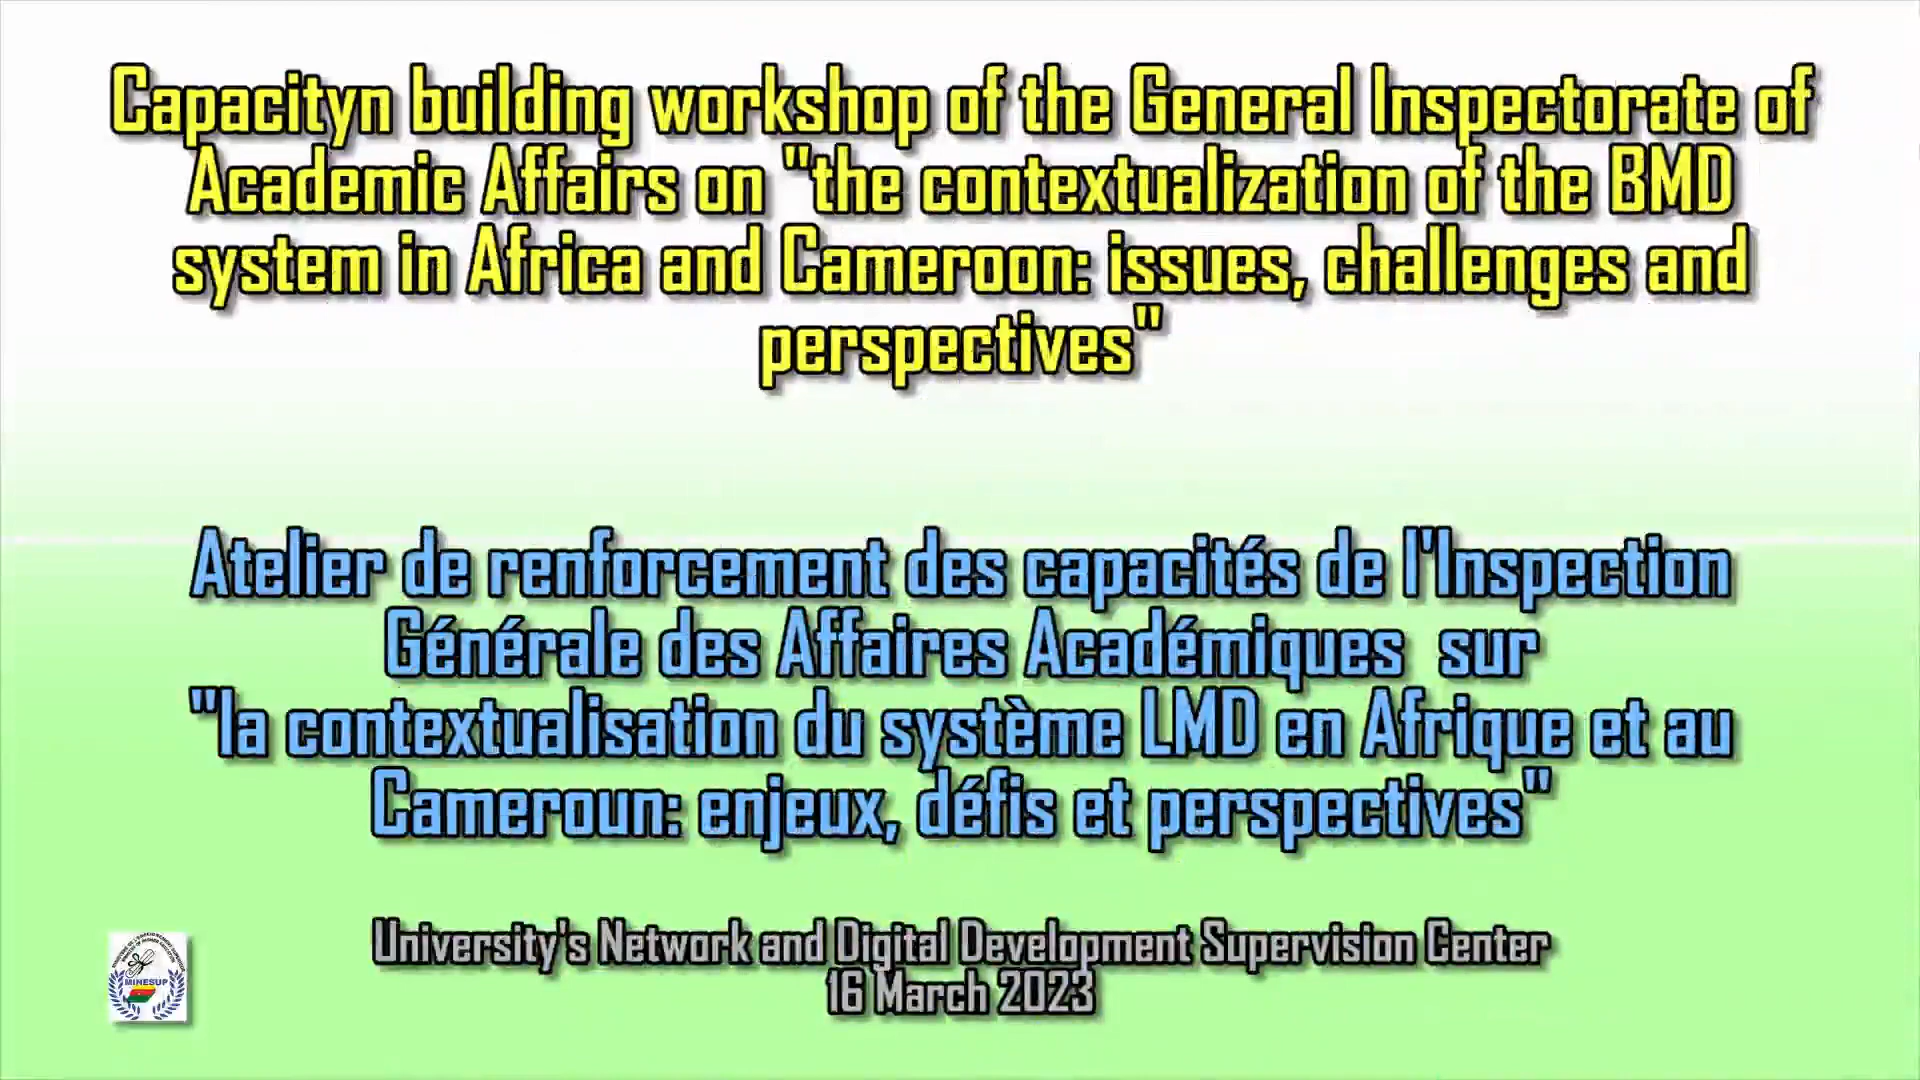 Capacityn building workshop of the General Inspectorate of
Academic Affairs on "the contextualization of the BMD
system in Africa and Cameroon: issues, challenges and
perspectives"
Atelier de renforcement des capacités de l'Inspection
Générale des Affaires Académiques sur
"la contextualisation du système LMD en Afrique et au
Cameroun: enjeux, défis et perspectives"
University's Network and Digital Development Supervision Center
16 March 2023
MINESUP